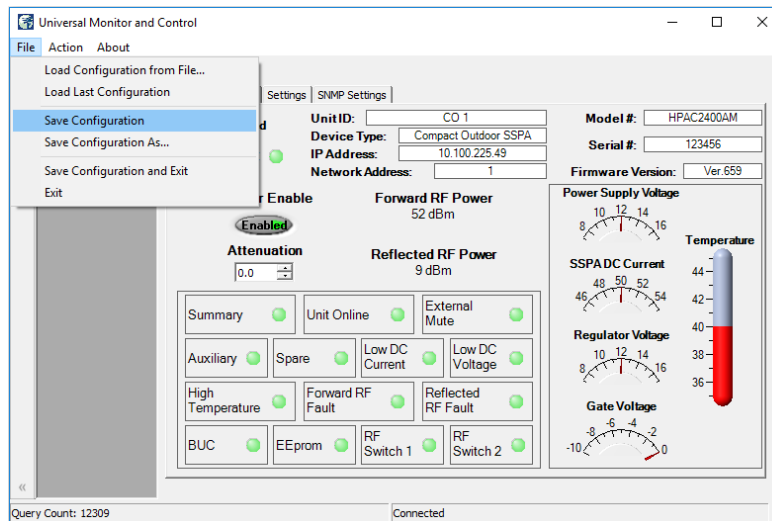 Universal Monitor and Control
File Action About
Load Configuration from File...
Load Last Configuration
Save Configuration
Save Configuration As...
Save Configuration and Exit
Exit
Settings SNMP Settings
Unit ID: CO 1
Device Type: Compact Outdoor SSPA
IP Address: 10.100.225.49
Network Address: 1
Model #: HPAC2400AM
Serial #: 123456
Firmware Version: Ver.659
Enable
Enabled
Attenuation
0.0
Forward RF Power
52 dBm
Reflected RF Power
9 dBm
Summary
Unit Online
External
Mute
Auxiliary
Spare
Low DC
Current
Low DC
Voltage
High
Temperature
Forward RF
Fault
Reflected
RF Fault
BUC
EEprom
RF
Switch 1
RF
Switch 2
Power Supply Voltage
8 10 12 14 16
SSPA DC Current
46 48 50 52 54
Regulator Voltage
8 10 12 14 16
Gate Voltage
-10 -8 -6 -4 -2 0
Temperature
44
42
40
38
36
«
Query Count: 12309
Connected